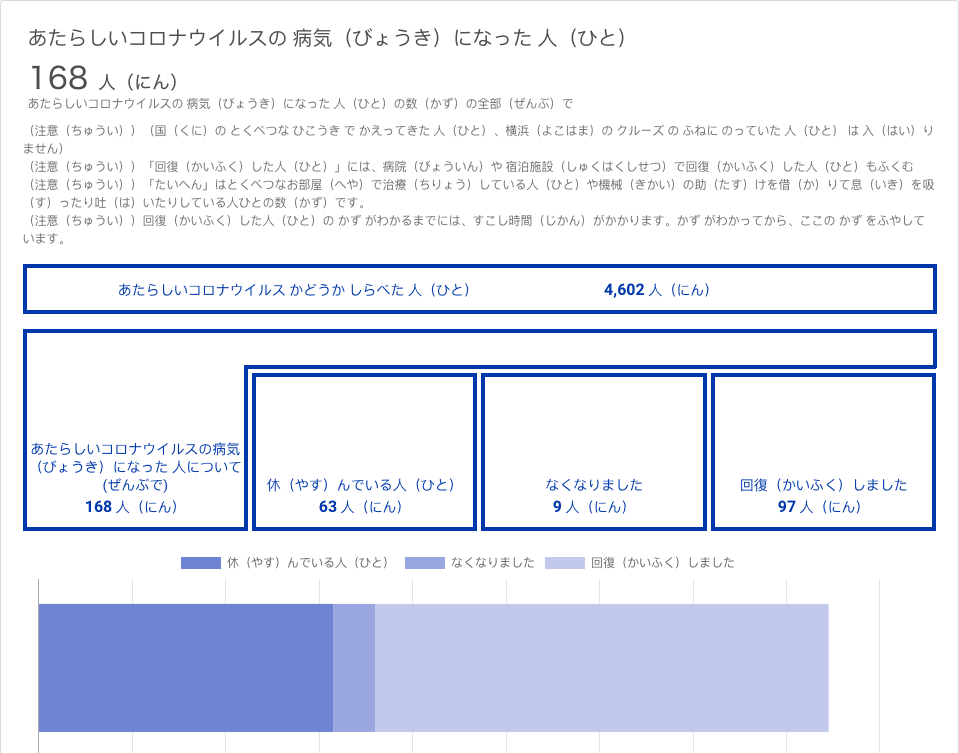 あたらしいコロナウイルスの 病気（びょうき）になった 人（ひと）
168 人（にん）
あたらしいコロナウイルスの 病気（びょうき）になった 人（ひと）の数（かず）の全部（ぜんぶ）で
（注意（ちゅうい））（国（くに）の とくべつな ひこうき で かえってきた 人（ひと）、横浜（よこはま）の クルーズ の ふねに のっていた 人（ひと） は 入（はい）り
ません）
（注意（ちゅうい））「回復（かいふく）した人（ひと）」には、病院（びょういん）や 宿泊施設（しゅくはくしせつ）で回復（かいふく）した人（ひと）もふくむ
（注意（ちゅうい））「たいへん」はとくべつなお部屋（へや）で治療（ちりょう）している人（ひと）や機械（きかい）の助（たす）けを借（か）りて息（いき）を吸
（す）ったり吐（は）いたりしている人ひとの数（かず）です。
（注意（ちゅうい））回復（かいふく）した人（ひと）の かず がわかるまでには、すこし時間（じかん）がかかります。かず がわかってから、ここの かず をふやして
います。
あたらしいコロナウイルス かどうか しらべた 人（ひと） 4,602 人（にん）
あたらしいコロナウイルスの病気
（びょうき）になった 人について
(ぜんぶで)
168 人（にん）
休（やす）んでいる人（ひと）
63 人（にん）
なくなりました
9 人（にん）
回復（かいふく）しました
97 人（にん）
休（やす）んでいる人（ひと） なくなりました 回復（かいふく）しました